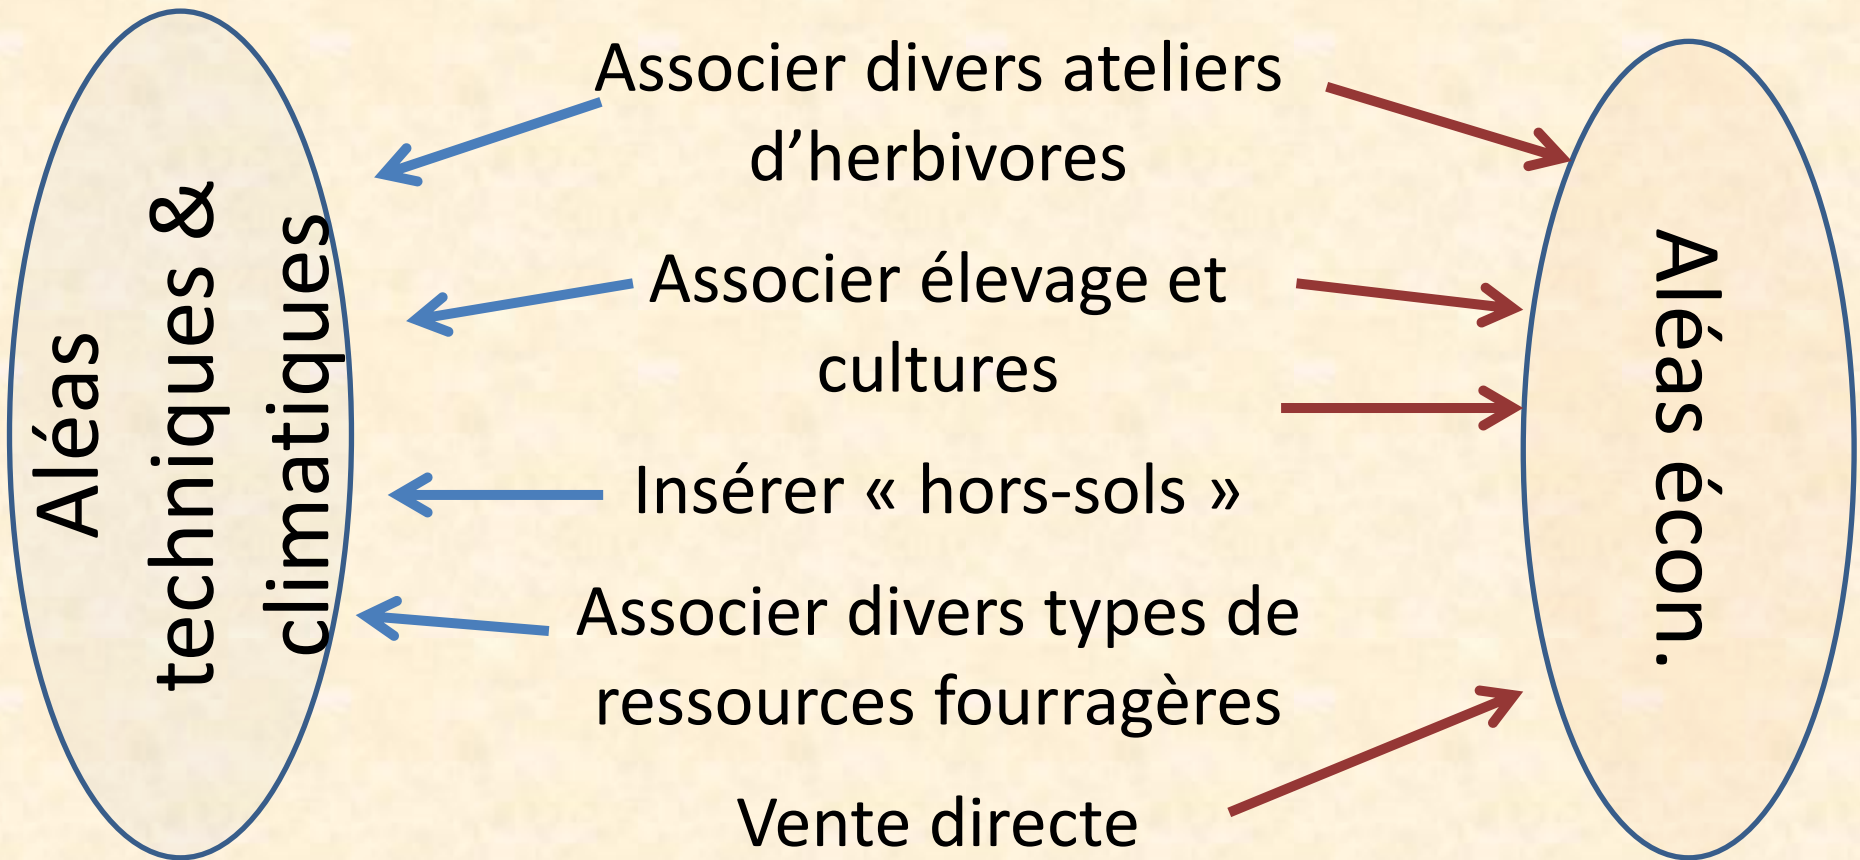 Aléas
techniques &
climatiques
Associer divers ateliers
d’herbivores
Associer élevage et
cultures
Insérer « hors-sols »
Associer divers types de
ressources fourragères
Vente directe
Aléas écon.